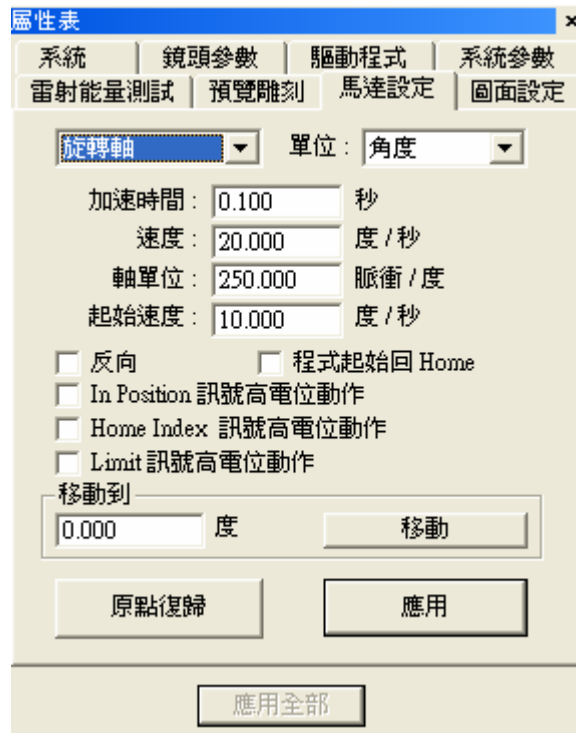 屬性表
系統 鏡頭參數 驅動程式 系統參數
雷射能量測試 預覽雕刻 馬達設定 圖面設定
旋轉軸 單位 : 角度
加速時間 : 0.100 秒
速度 : 20.000 度 / 秒
軸單位 : 250.000 脈衝 / 度
起始速度 : 10.000 度 / 秒
反向 程式起始回 Home
In Position 訊號高電位動作
Home Index 訊號高電位動作
Limit 訊號高電位動作
移動到
0.000 度 移動
原點復歸 應用
應用全部